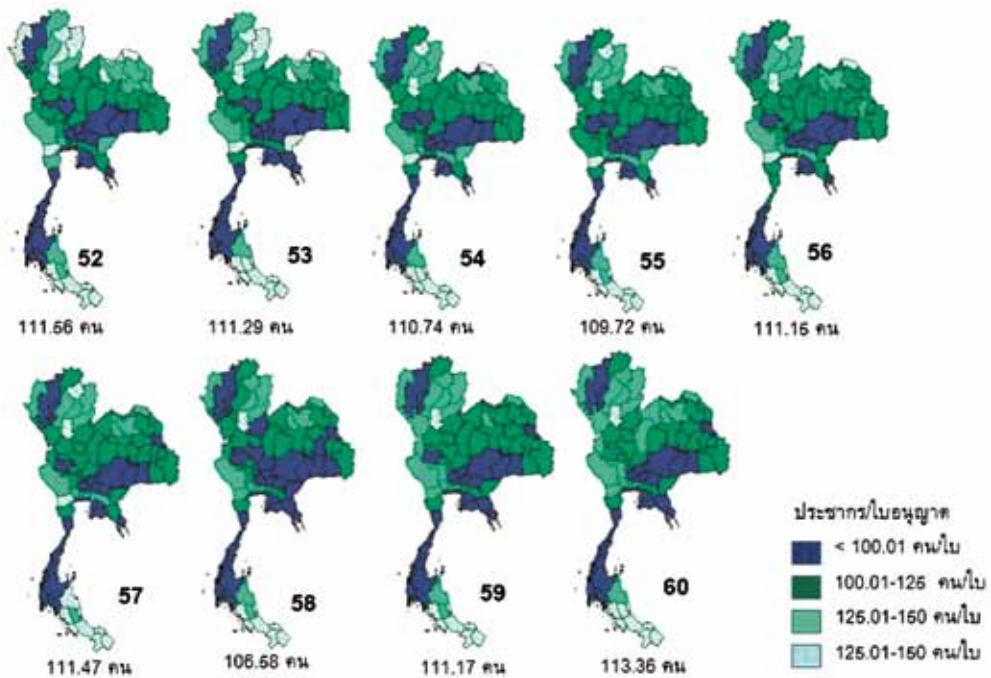 52
53
54
55
56
111.56 คน
111.29 คน
110.74 คน
109.72 คน
111.15 คน
57
58
59
60
111.47 คน
106.58 คน
111.17 คน
113.36 คน
ประชากร/ใบอนุญาต
< 100.01 คน/ใบ
100.01-125 คน/ใบ
125.01-150 คน/ใบ
125.01-150 คน/ใบ